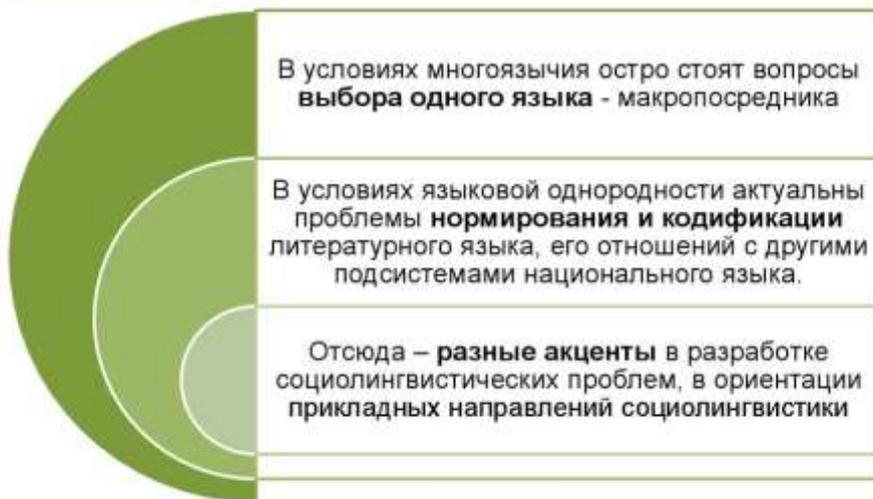 В условиях многоязычия остро стоят вопросы
выбора одного языка - макропосредника
В условиях языковой однородности актуальны
проблемы нормирования и кодификации
литературного языка, его отношений с другими
подсистемами национального языка.
Отсюда – разные акценты в разработке
социолингвистических проблем, в ориентации
прикладных направлений социолингвистики